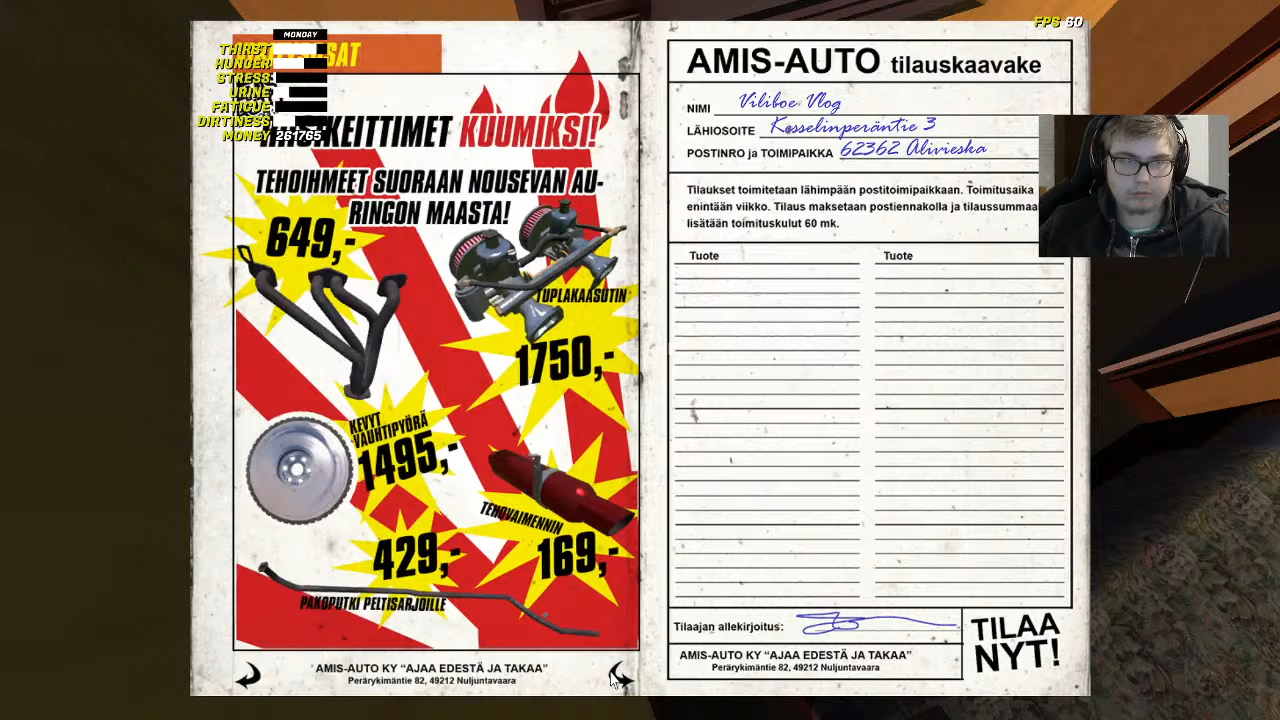 FPS 60
MONDAY
THIRST
HUNGER
STRESS
URINE
FATIGUE
DIRTINESS
MONEY 261765
KUUMIKSI!
TEHOIHMEET SUORAAN NOUSEVAN AU-
RINGON MAASTA!
649,-
TUPLAKAASUTIN
1750,-
KEVYT
VAUHTIPYÖRÄ
1495,-
TEHOVAIMENNIN
169,-
429,-
PAKOPUTKI PELTISARJOILLE
AMIS-AUTO KY “AJAA EDESTÄ JA TAKAA”
Perärykimäntie 82, 49212 Nuljuntavaara
AMIS-AUTO tilauskaavake
NIMI Viliboe Vlog
LÄHIOSOITE Kesselinperäntie 3
POSTINRO ja TOIMIPAIKKA 62362 Alivieska
Tilaukset toimitetaan lähimpään postitoimipaikkaan. Toimitusaika
enintään viikko. Tilaus maksetaan postiennakolla ja tilaussummaa
lisätään toimituskulut 60 mk.
Tuote Tuote
Tilaajan allekirjoitus:
AMIS-AUTO KY “AJAA EDESTÄ JA TAKAA”
Perärykimäntie 82, 49212 Nuljuntavaara
TILAA
NYT!